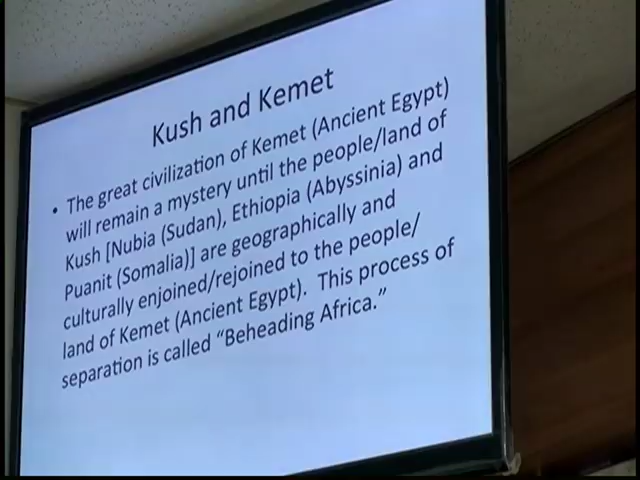 Kush and Kemet
• The great civilization of Kemet (Ancient Egypt)
will remain a mystery until the people/land of
Kush [Nubia (Sudan), Ethiopia (Abyssinia) and
Puanit (Somalia)] are geographically and
culturally enjoined/rejoined to the people/
land of Kemet (Ancient Egypt). This process of
separation is called “Beheading Africa.”